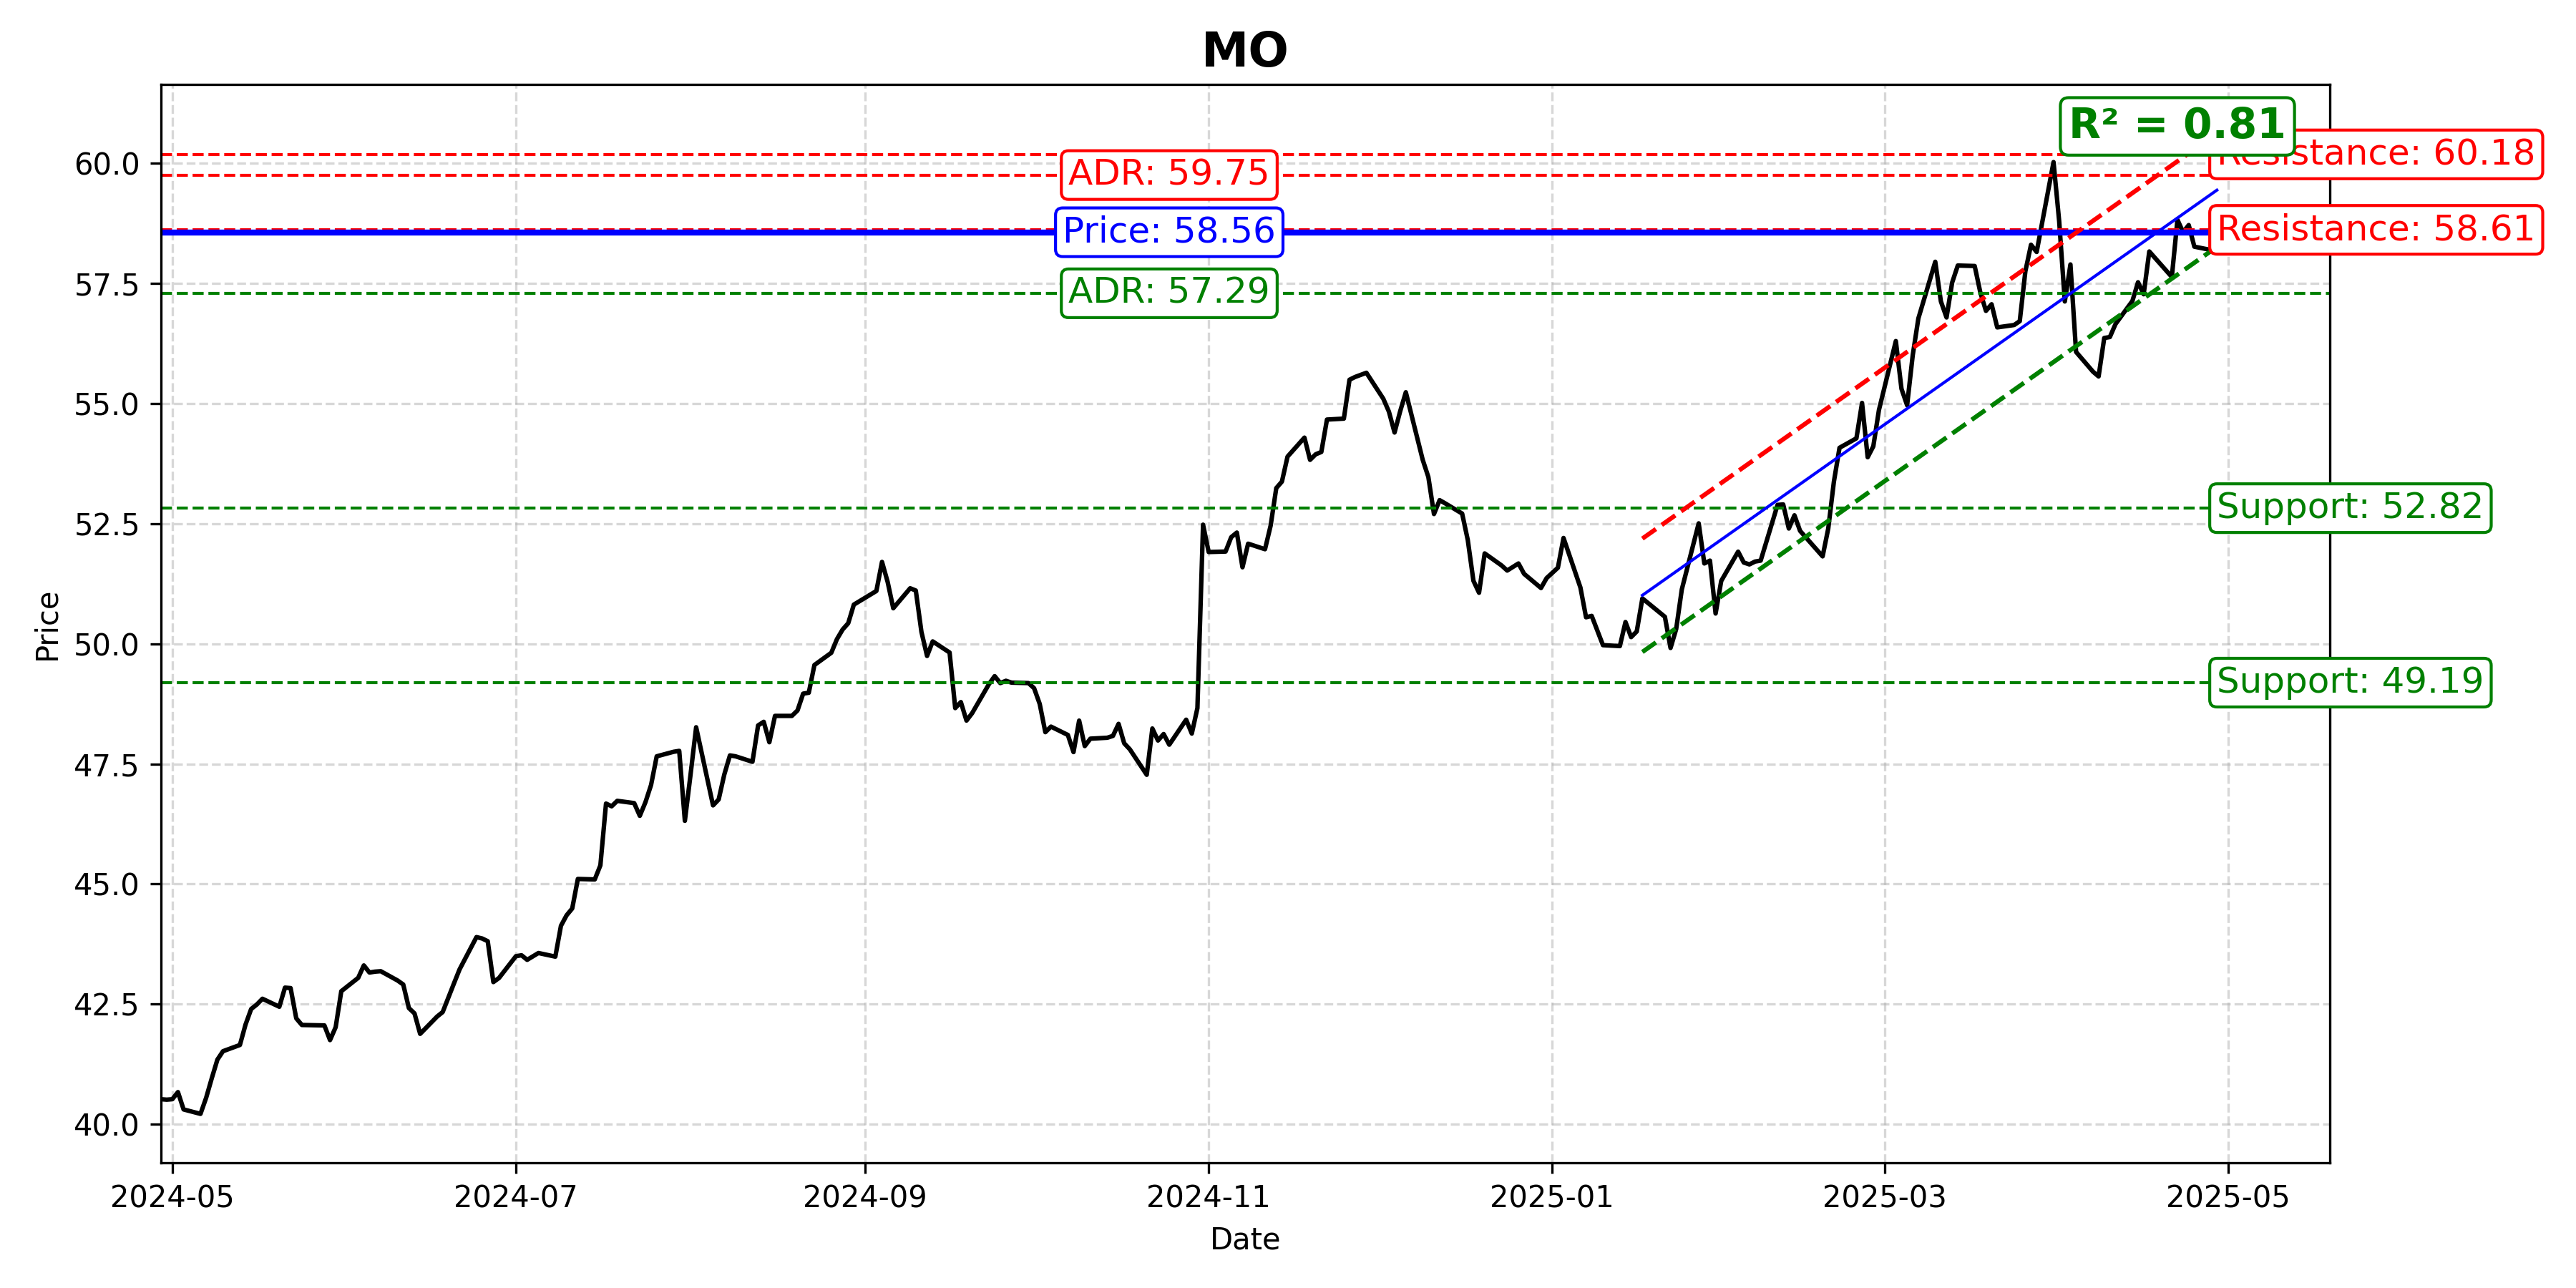 MO
R² = 0.81
Resistance: 60.18
ADR: 59.75
Price: 58.56
Resistance: 58.61
ADR: 57.29
Support: 52.82
Support: 49.19
Price
60.0
57.5
55.0
52.5
50.0
47.5
45.0
42.5
40.0
2024-05 2024-07 2024-09 2024-11 2025-01 2025-03 2025-05
Date